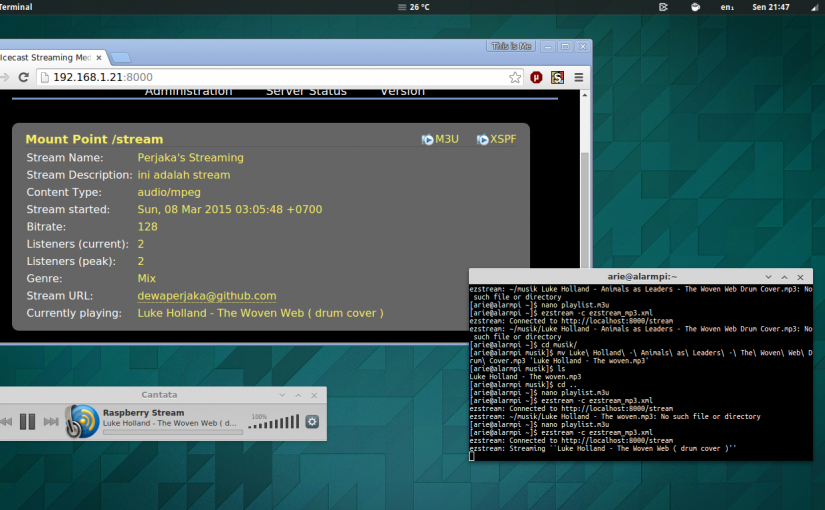 Terminal
26 °C
en₁
Sen 21:47
This is Me
Icecast Streaming Med
192.168.1.21:8000
Administration Server Status Version
Mount Point /stream
M3U XSPF
Stream Name: Perjaka's Streaming
Stream Description: ini adalah stream
Content Type: audio/mpeg
Stream started: Sun, 08 Mar 2015 03:05:48 +0700
Bitrate: 128
Listeners (current): 2
Listeners (peak): 2
Genre: Mix
Stream URL: dewaperjaka@github.com
Currently playing: Luke Holland - The Woven Web ( drum cover )
Cantata
Raspberry Stream
Luke Holland - The Woven Web ( d...
100%
arie@alarmpi:~
ezstream: ~/musik Luke Holland - Animals as Leaders - The Woven Web Drum Cover.mp3: No
such file or directory
[arie@alarmpi ~]$ nano playlist.m3u
[arie@alarmpi ~]$ ezstream -c ezstream_mp3.xml
ezstream: Connected to http://localhost:8000/stream
ezstream: ~/musik/Luke Holland - Animals as Leaders - The Woven Web Drum Cover.mp3: No
such file or directory
[arie@alarmpi ~]$ cd musik/
[arie@alarmpi musik]$ mv Luke\ Holland\ -\ Animals\ as\ Leaders\ -\ The\ Woven\ Web\ D
rum\ Cover.mp3 'Luke Holland - The woven.mp3'
[arie@alarmpi musik]$ ls
Luke Holland - The woven.mp3
[arie@alarmpi musik]$ cd ..
[arie@alarmpi ~]$ nano playlist.m3u
[arie@alarmpi ~]$ ezstream -c ezstream_mp3.xml
ezstream: Connected to http://localhost:8000/stream
ezstream: ~/musik/Luke Holland - The woven.mp3: No such file or directory
[arie@alarmpi ~]$ nano playlist.m3u
[arie@alarmpi ~]$ ezstream -c ezstream_mp3.xml
ezstream: Connected to http://localhost:8000/stream
ezstream: Streaming ``Luke Holland - The Woven Web ( drum cover )''